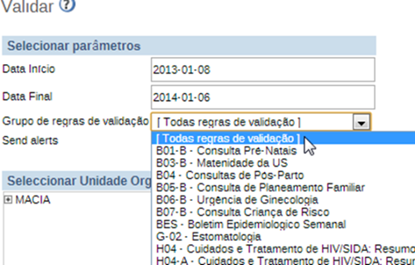 Validar ?
Selecionar parâmetros
Data Início 2013-01-08
Data Final 2014-01-06
Grupo de regras de validação [ Todas regras de validação ]
Send alerts [ Todas regras de validação ]
B01-B - Consulta Pré-Natais
B03-B - Matenidade da US
B04 - Consultas de Pós-Parto
B05-B - Consulta de Planeamento Familiar
B06-B - Urgência de Ginecologia
B07-B - Consulta Criança de Risco
BES - Boletim Epidemiologico Semanal
G-02 - Estomatologia
H04 - Cuidados e Tratamento de HIV/SIDA: Resumo
H04-A - Cuidados e Tratamento de HIV/SIDA: Resumo
Seleccionar Unidade Org
MACIA